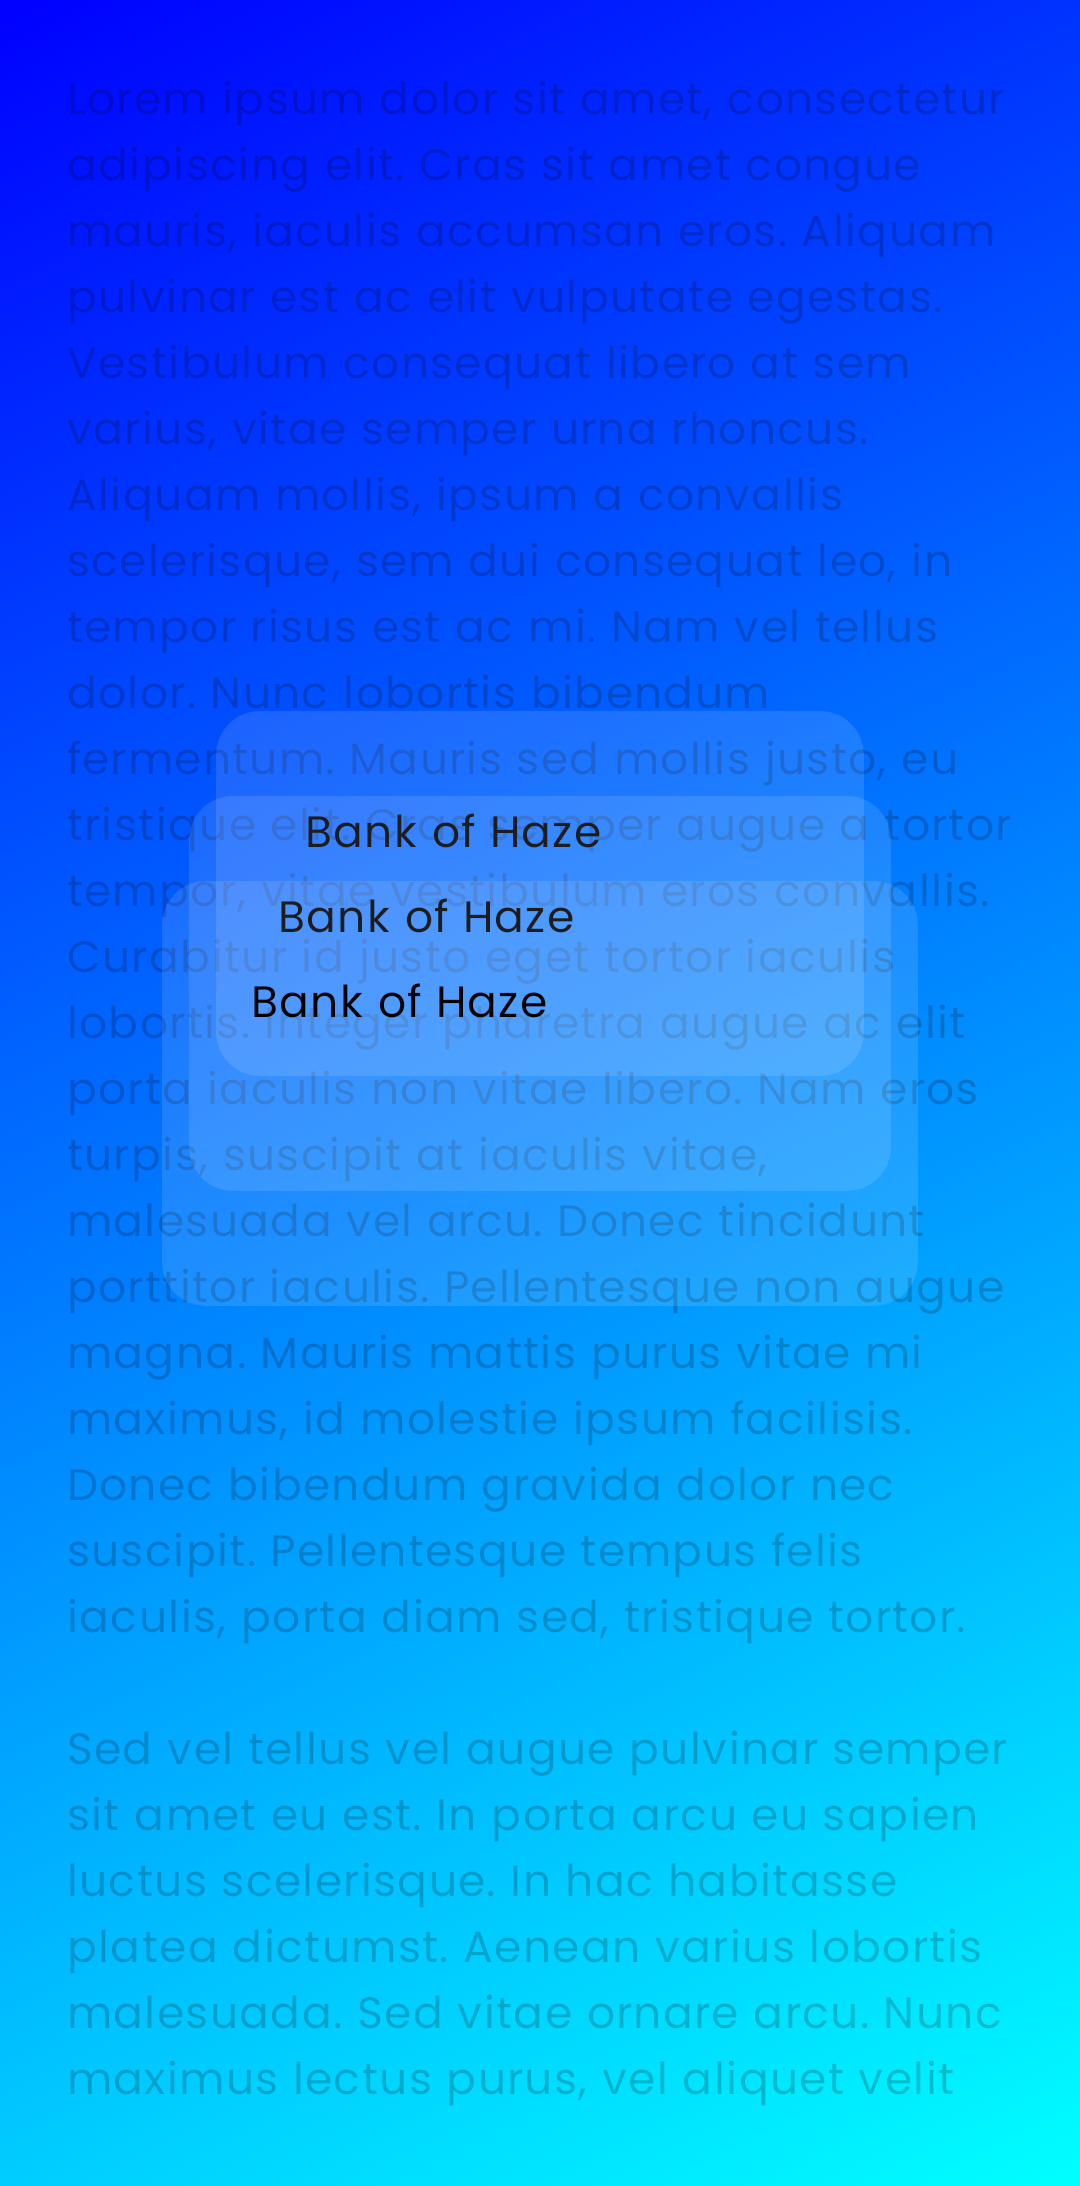 Lorem ipsum dolor sit amet, consectetur
adipiscing elit. Cras sit amet congue
mauris, iaculis accumsan eros. Aliquam
pulvinar est ac elit vulputate egestas.
Vestibulum consequat libero at sem
varius, vitae semper urna rhoncus.
Aliquam mollis, ipsum a convallis
scelerisque, sem dui consequat leo, in
tempor risus est ac mi. Nam vel tellus
dolor. Nunc lobortis bibendum
fermentum. Mauris sed mollis justo, eu
tristique elit. Cras semper augue a tortor
Bank of Haze
tempor, vitae vestibulum eros convallis.
Bank of Haze
Curabitur id justo eget tortor iaculis
Bank of Haze
lobortis. Integer pharetra augue ac elit
porta iaculis non vitae libero. Nam eros
turpis, suscipit at iaculis vitae,
malesuada vel arcu. Donec tincidunt
porttitor iaculis. Pellentesque non augue
magna. Mauris mattis purus vitae mi
maximus, id molestie ipsum facilisis.
Donec bibendum gravida dolor nec
suscipit. Pellentesque tempus felis
iaculis, porta diam sed, tristique tortor.
Sed vel tellus vel augue pulvinar semper
sit amet eu est. In porta arcu eu sapien
luctus scelerisque. In hac habitasse
platea dictumst. Aenean varius lobortis
malesuada. Sed vitae ornare arcu. Nunc
maximus lectus purus, vel aliquet velit